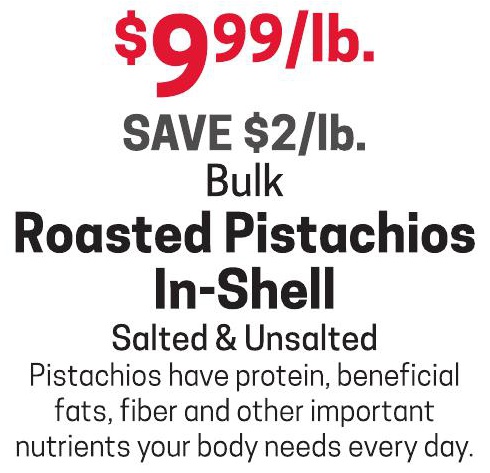 $9.99/lb.
SAVE $2/lb.
Bulk
Roasted Pistachios
In-Shell
Salted & Unsalted
Pistachios have protein, beneficial
fats, fiber and other important
nutrients your body needs every day.